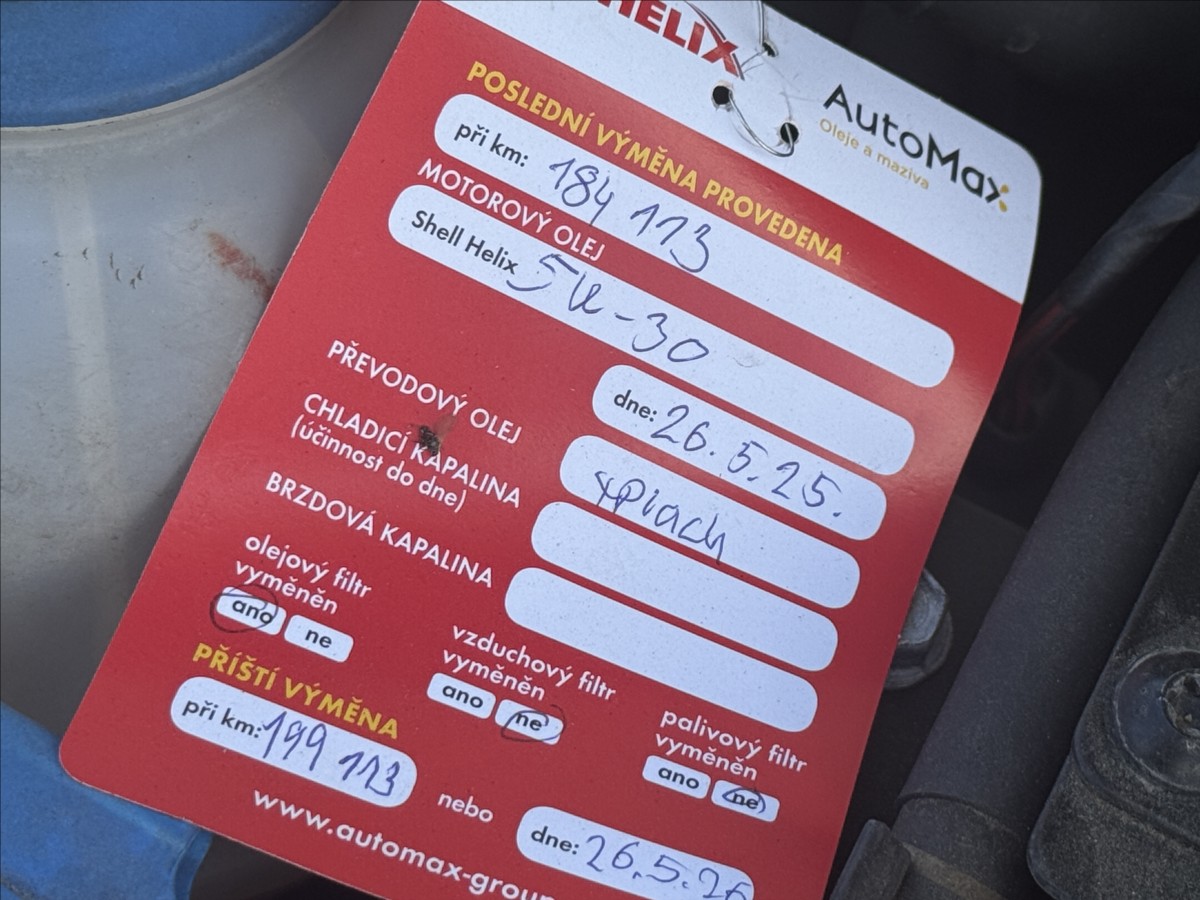 HELIX
AutoMax
Oleje a maziva
POSLEDNÍ VÝMĚNA PROVEDENA
při km: 184 113
MOTOROVÝ OLEJ
Shell Helix 5W-30
dne: 26.5.25.
PŘEVODOVÝ OLEJ
CHLADICÍ KAPALINA
(účinnost do dne)
BRZDOVÁ KAPALINA
olejový filtr
vyměněn
ano ne
vzduchový filtr
vyměněn
ano ne
palivový filtr
vyměněn
ano ne
PŘÍŠTÍ VÝMĚNA
při km: 199 113
nebo
dne: 26.5.26
www.automax-group